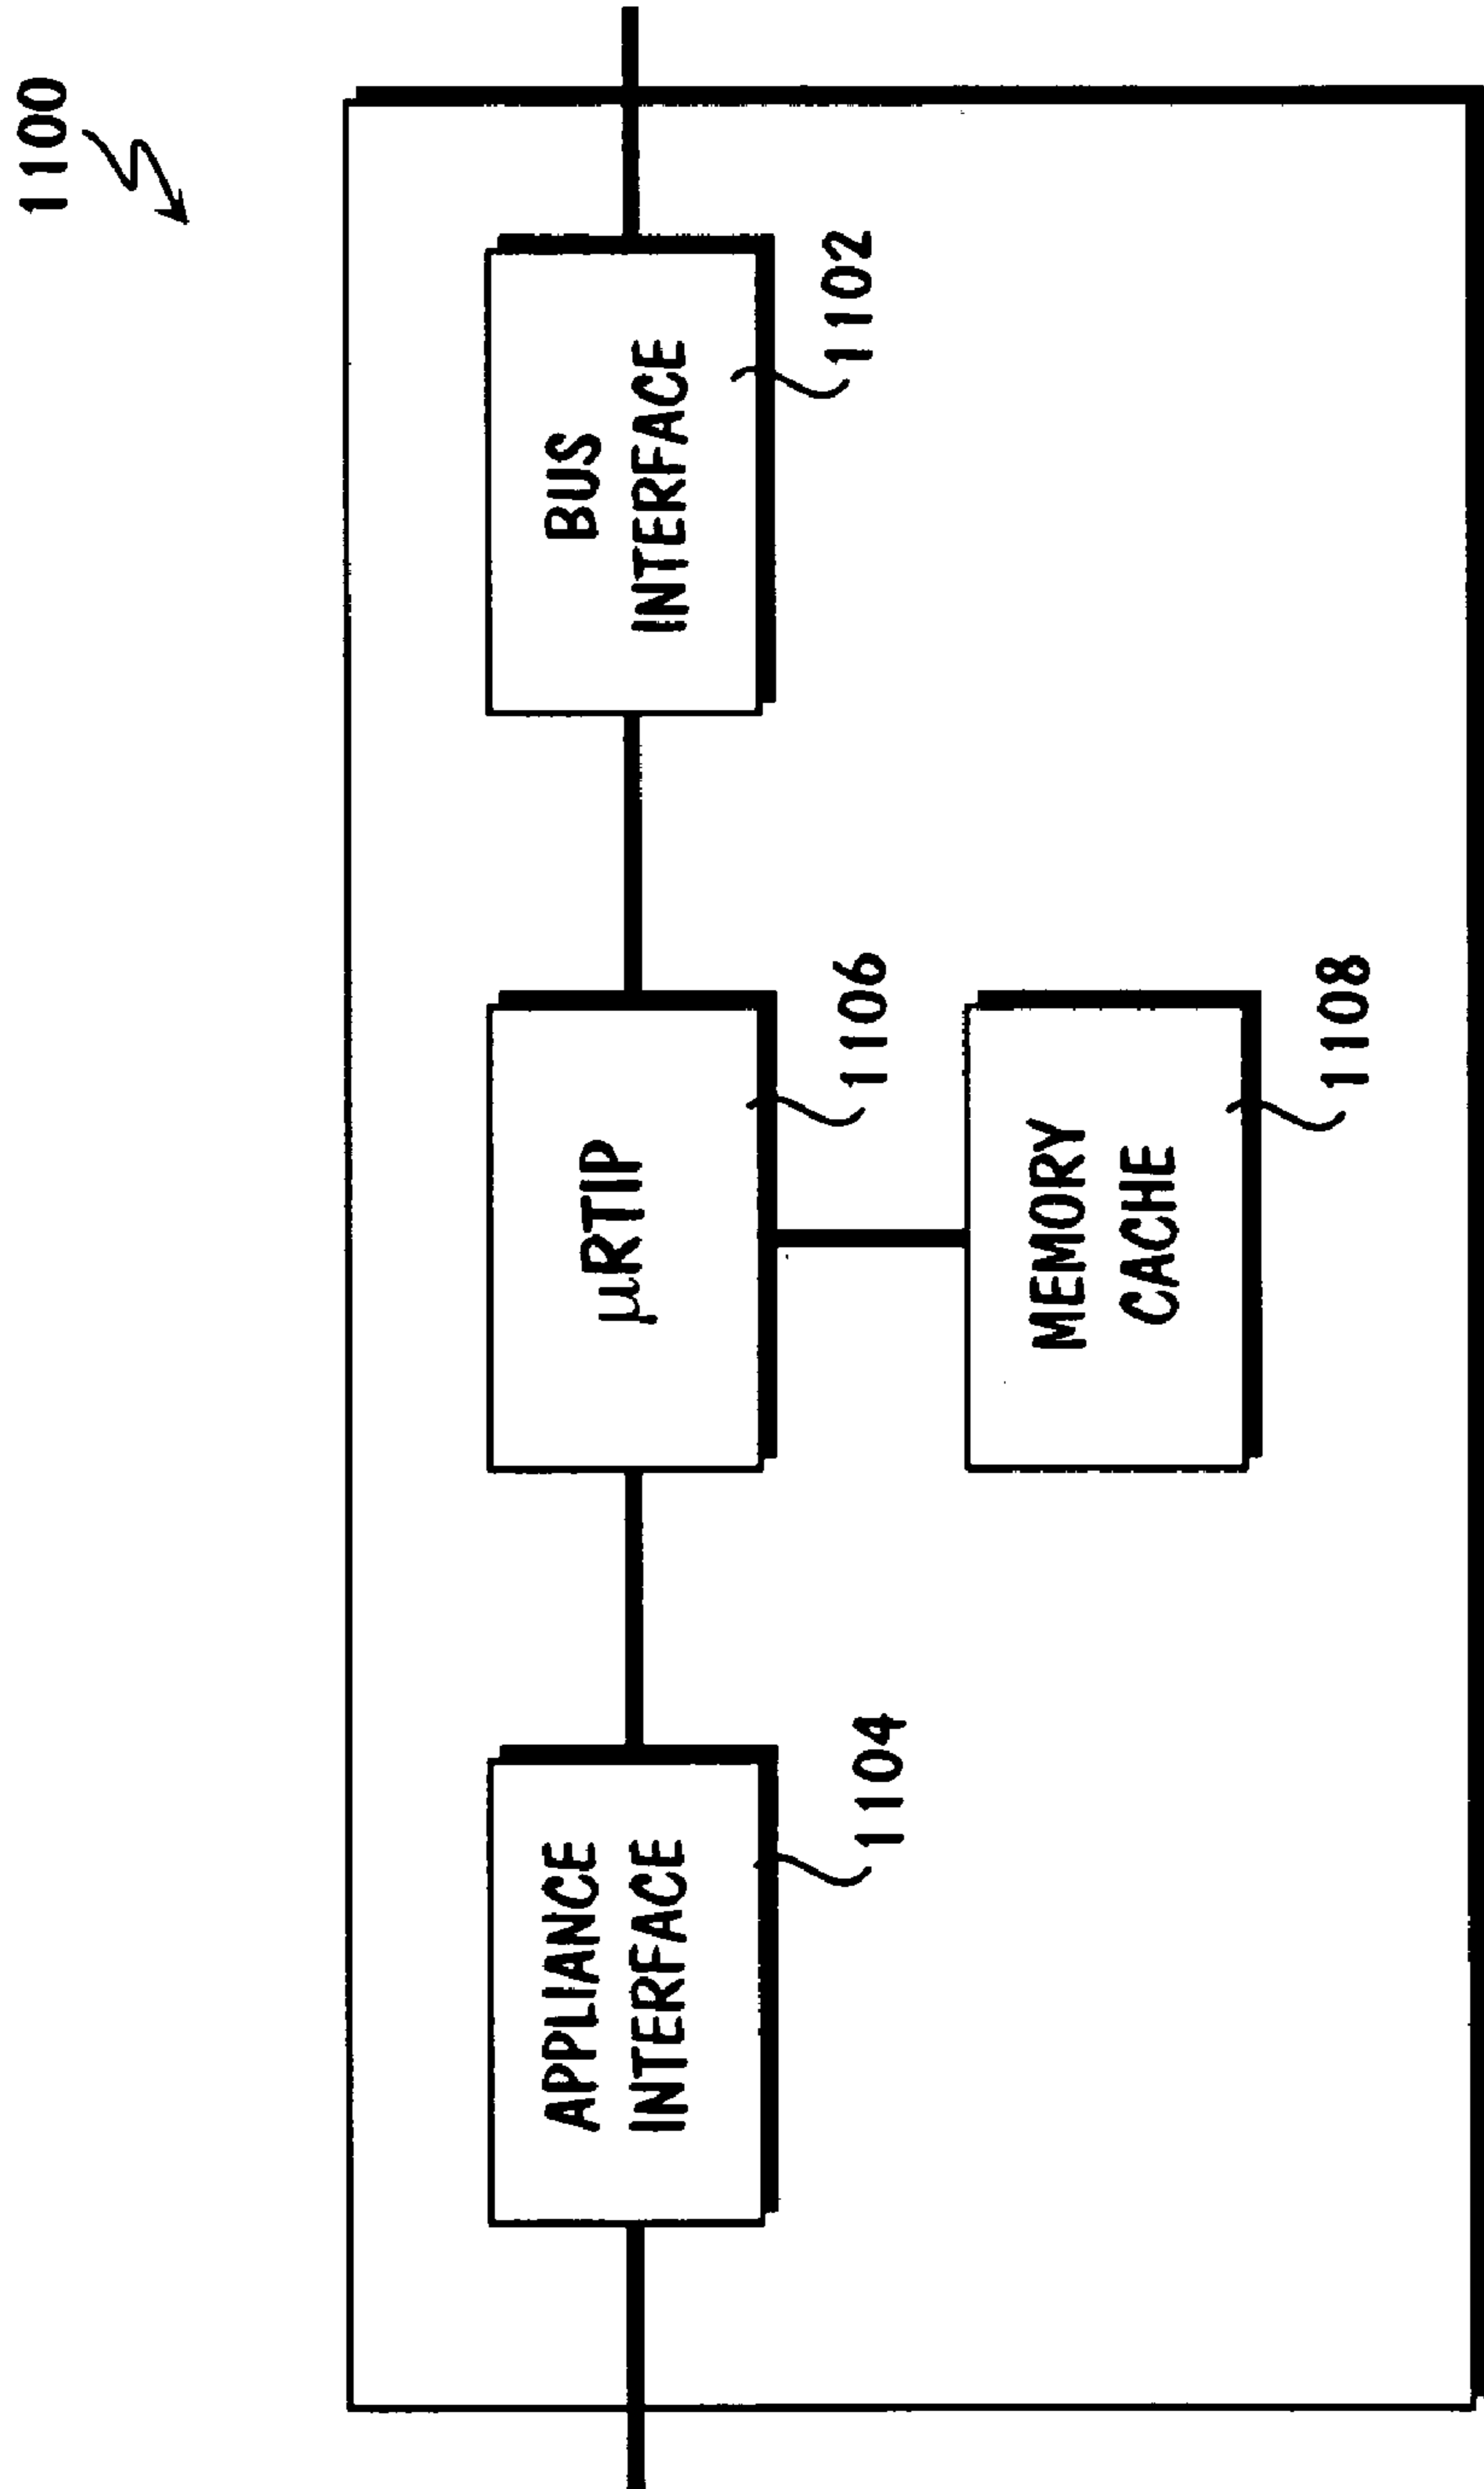 1100
APPLIANCE
INTERFACE
1104
μRTIP
1106
BUS
INTERFACE
1102
MEMORY
CACHE
1108